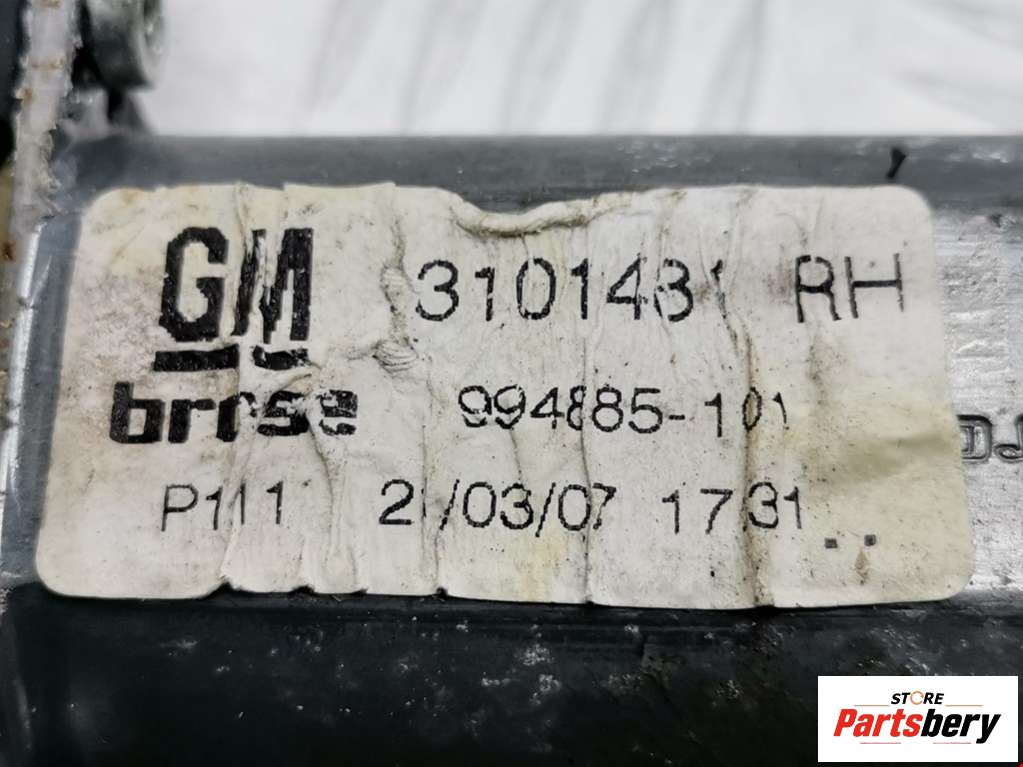 GM 3101431 RH
brose 994885-101
P111 2 /03/07 1731
STORE
Partsbery